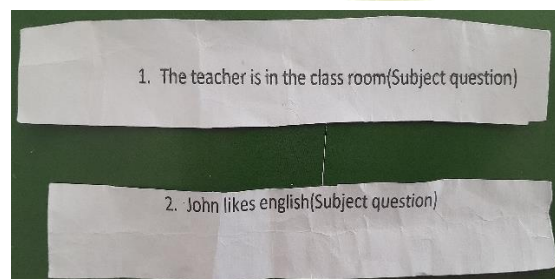 1. The teacher is in the class room(Subject question)
2. John likes english(Subject question)